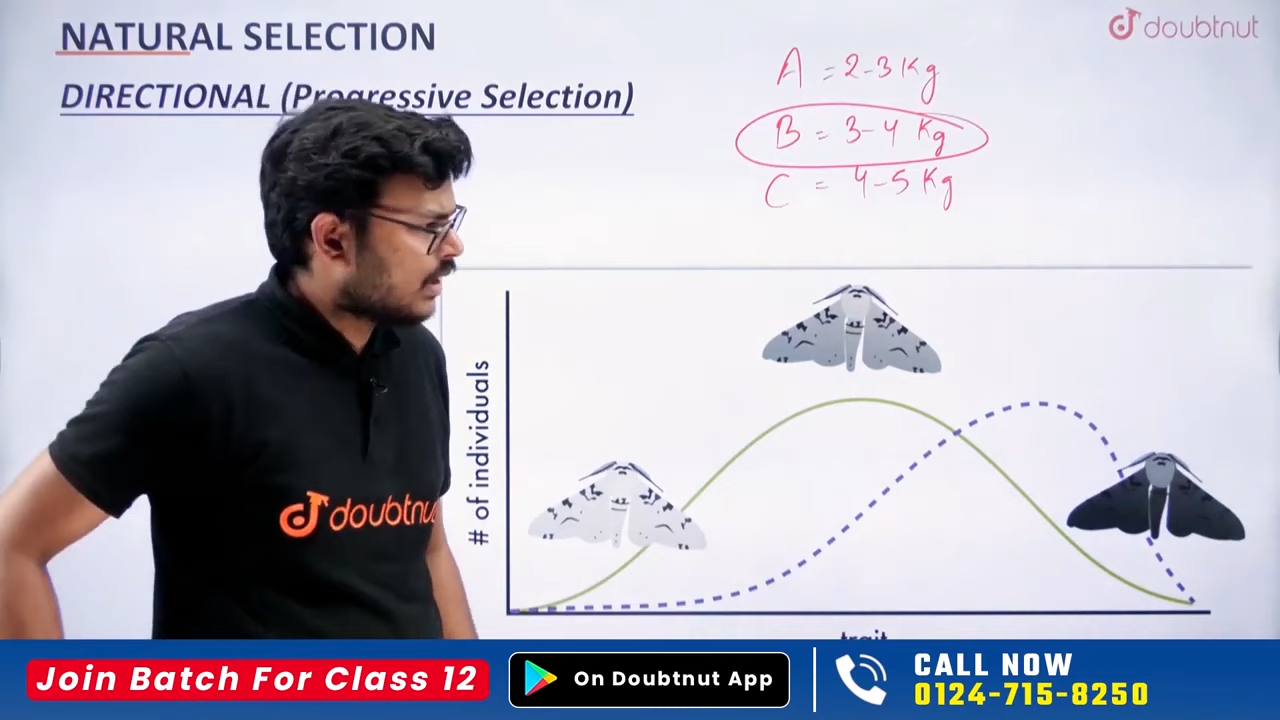 NATURAL SELECTION
doubtnut
DIRECTIONAL (Progressive Selection)
A = 2-3 Kg
B = 3-4 Kg
C = 4-5 Kg
# of individuals
doubtnut
trait
Join Batch For Class 12
On Doubtnut App
CALL NOW
0124-715-8250